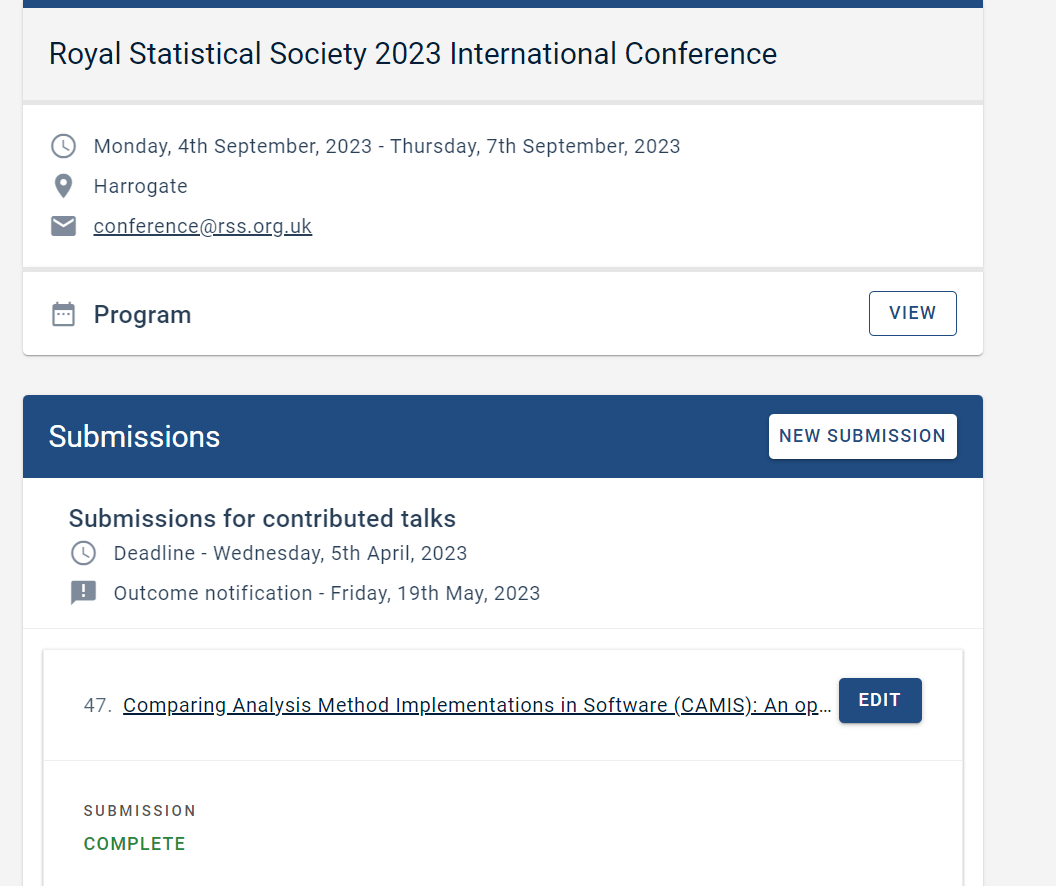 Royal Statistical Society 2023 International Conference
Monday, 4th September, 2023 - Thursday, 7th September, 2023
Harrogate
conference@rss.org.uk
Program
VIEW
Submissions
NEW SUBMISSION
Submissions for contributed talks
Deadline - Wednesday, 5th April, 2023
Outcome notification - Friday, 19th May, 2023
47. Comparing Analysis Method Implementations in Software (CAMIS): An op…
EDIT
SUBMISSION
COMPLETE